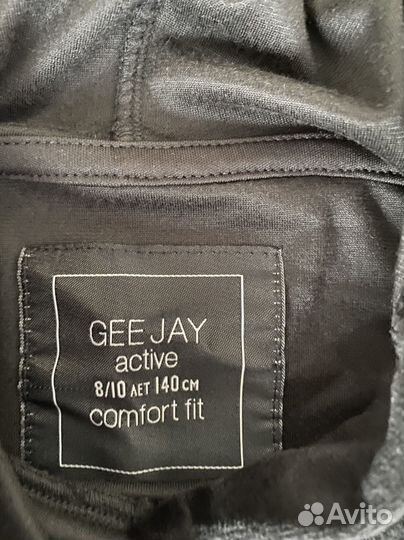 GEE JAY
active
8/10 ЛЕТ 140 СМ
comfort fit
Avito